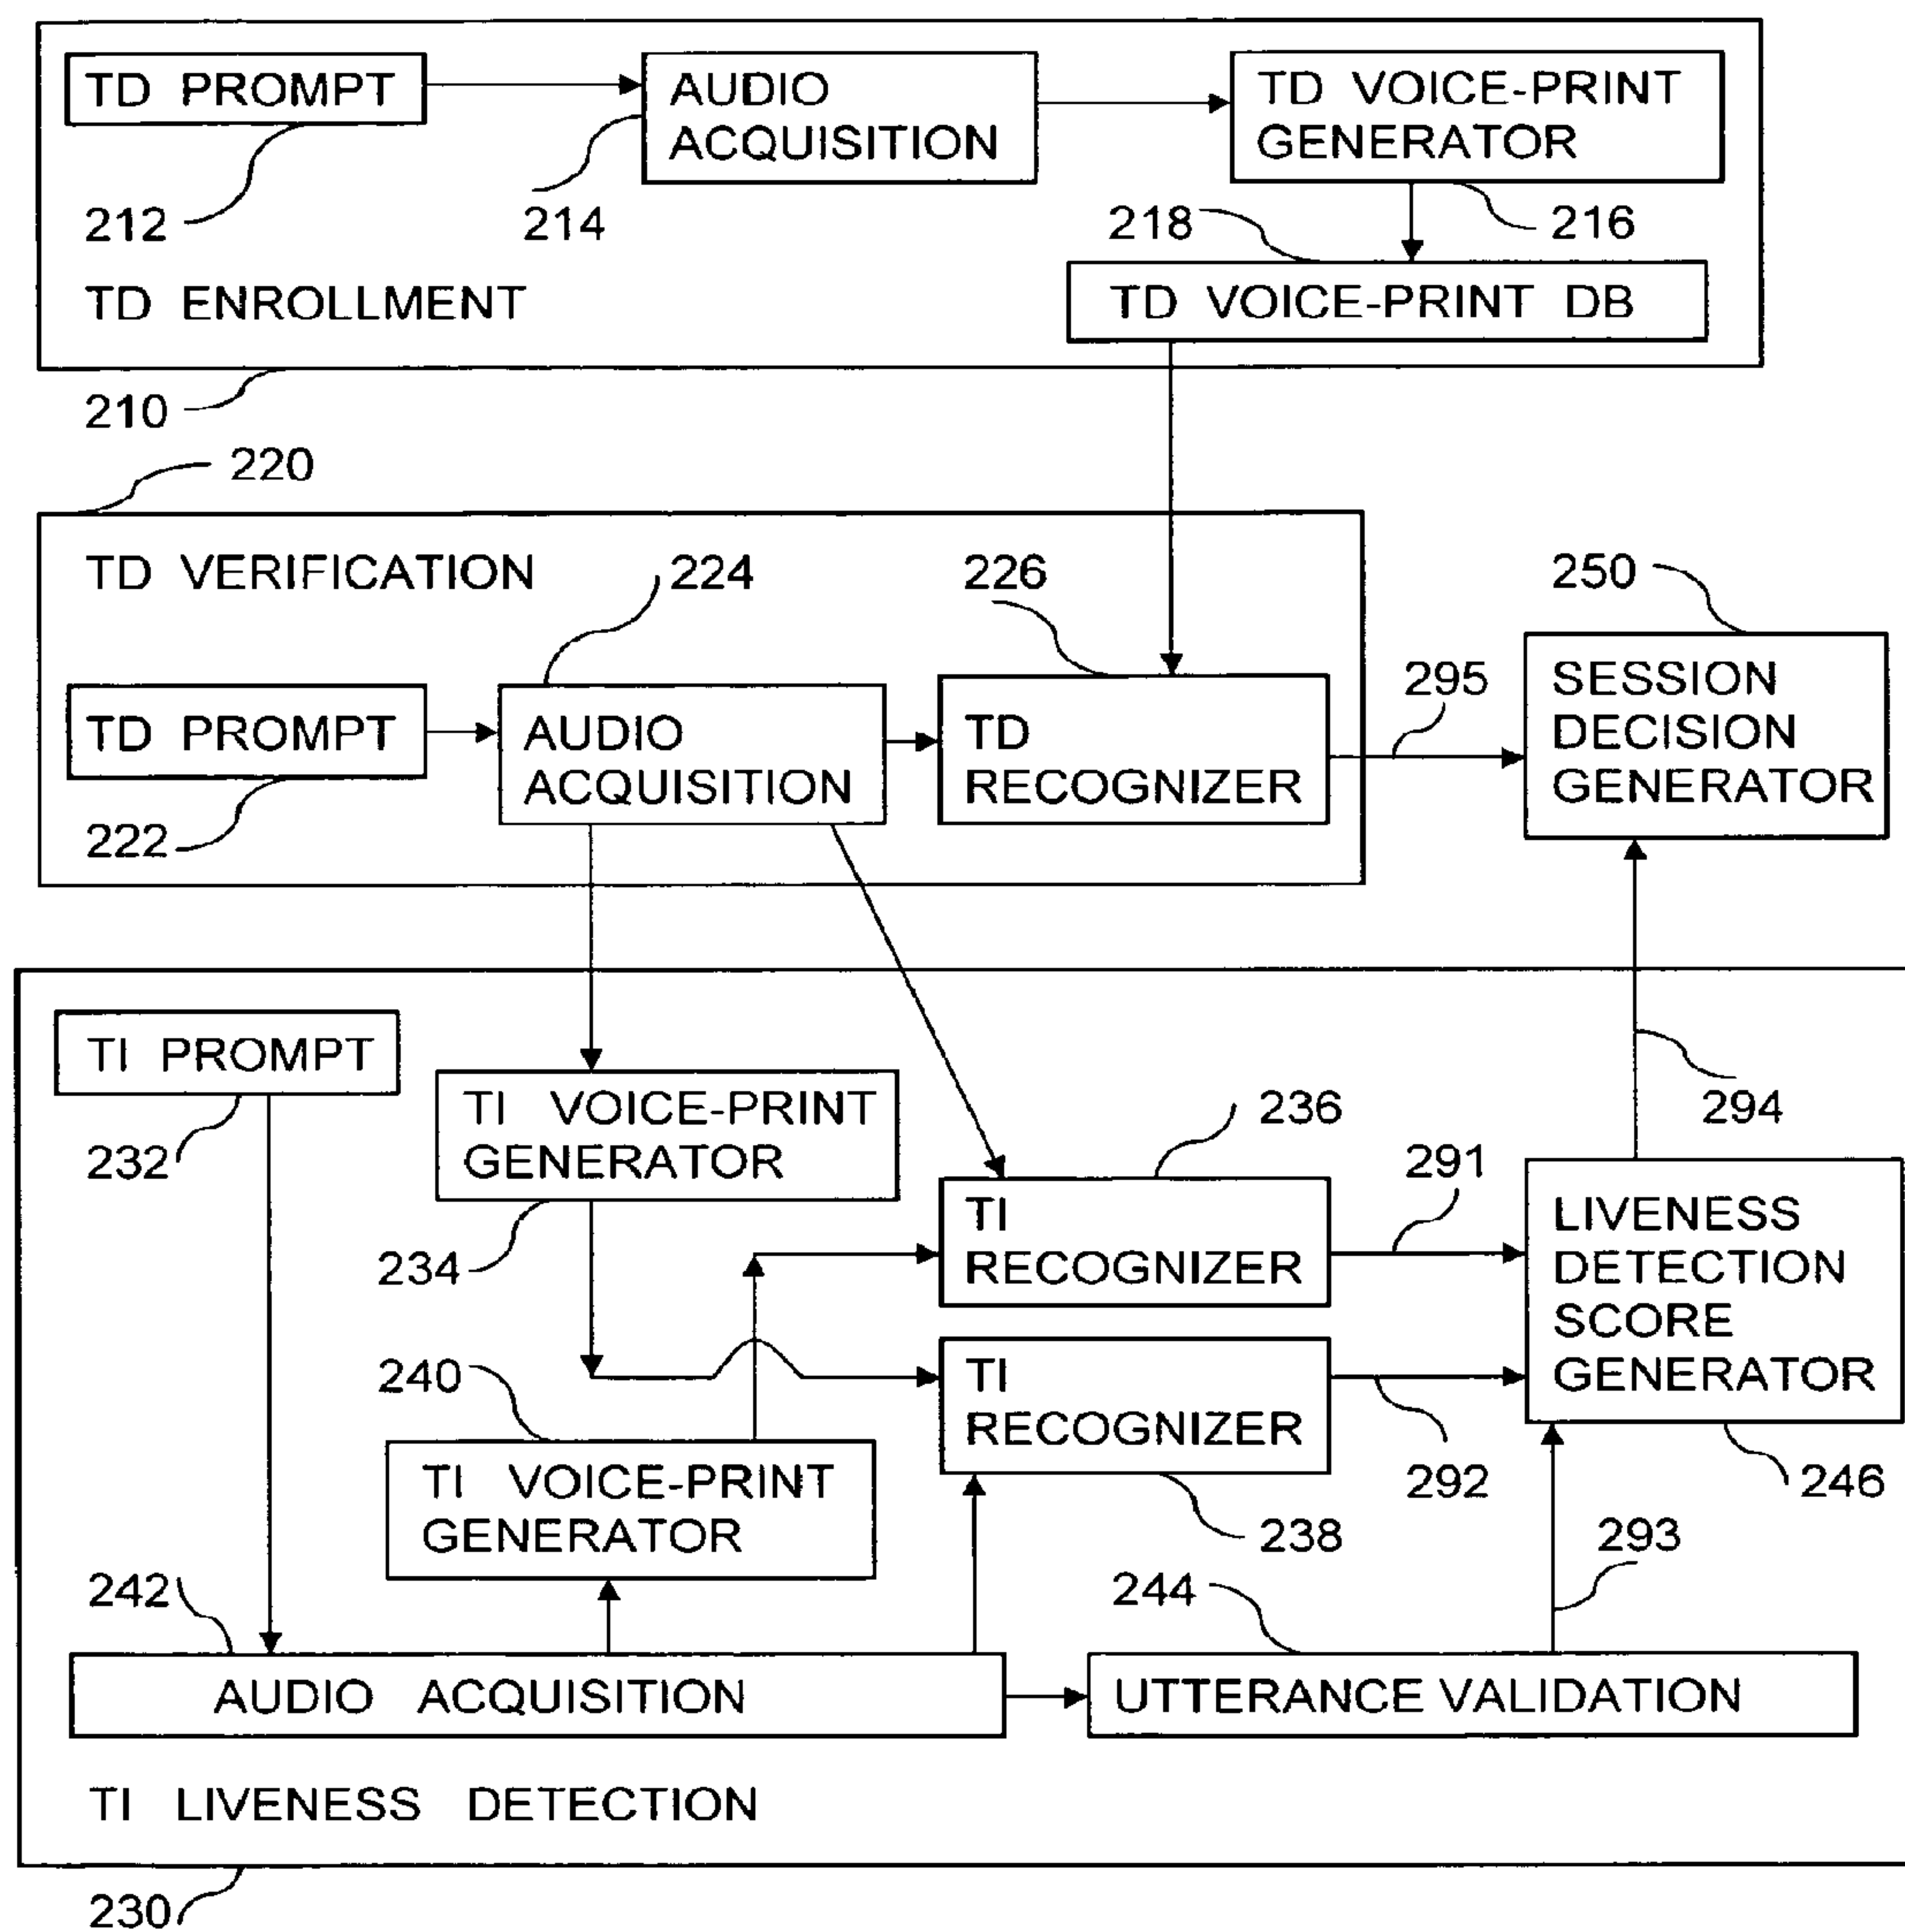 TD PROMPT
AUDIO
ACQUISITION
TD VOICE-PRINT
GENERATOR
212
214
218
216
TD ENROLLMENT
TD VOICE-PRINT DB
210
220
TD VERIFICATION
224
226
250
TD PROMPT
AUDIO
ACQUISITION
TD
RECOGNIZER
295
SESSION
DECISION
GENERATOR
222
TI PROMPT
232
TI VOICE-PRINT
GENERATOR
234
236
294
TI
RECOGNIZER
291
LIVENESS
DETECTION
SCORE
GENERATOR
240
TI
RECOGNIZER
292
246
TI VOICE-PRINT
GENERATOR
238
293
242
244
AUDIO ACQUISITION
UTTERANCE VALIDATION
TI LIVENESS DETECTION
230